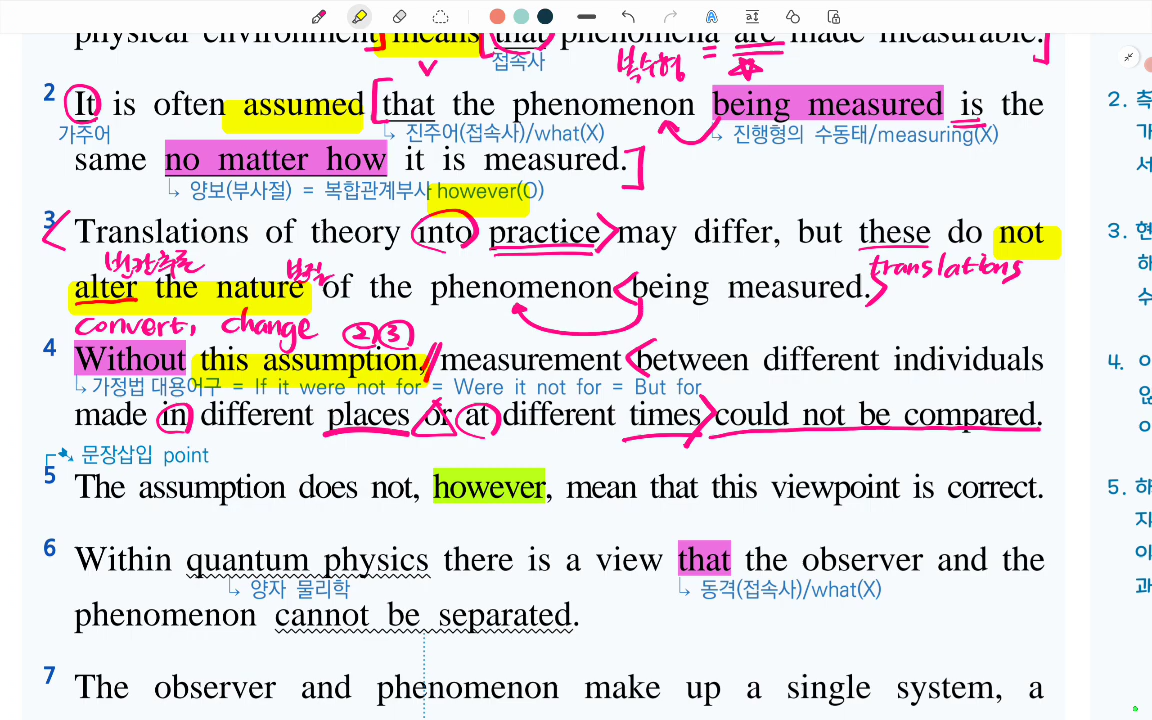 physical environment means that phenomena are made measurable.
접속사
복수형 =
2 It is often assumed that the phenomenon being measured is the
가주어 진주어(접속사)/what(X) 진행형의 수동태/measuring(X)
same no matter how it is measured.
양보(부사절) = 복합관계부사 however(O)
3 Translations of theory into practice may differ, but these do not
translations
alter the nature of the phenomenon being measured.
convert, change ② ③
4 Without this assumption, measurement between different individuals
가정법 대용어구 = If it were not for = Were it not for = But for
made in different places or at different times could not be compared.
문장삽입 point
5 The assumption does not, however, mean that this viewpoint is correct.
6 Within quantum physics there is a view that the observer and the
양자 물리학 동격(접속사)/what(X)
phenomenon cannot be separated.
7 The observer and phenomenon make up a single system, a
2. 측
가
서
3. 현
해
수
4.
5.
자